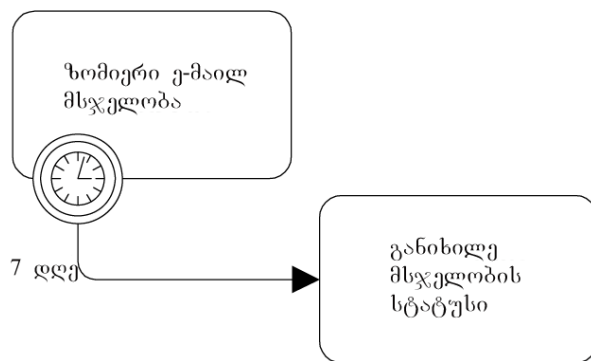 ზომიერი ე-მაილ
მსჯელობა
7 დღე
განიხილე
მსჯელობის
სტატუსი